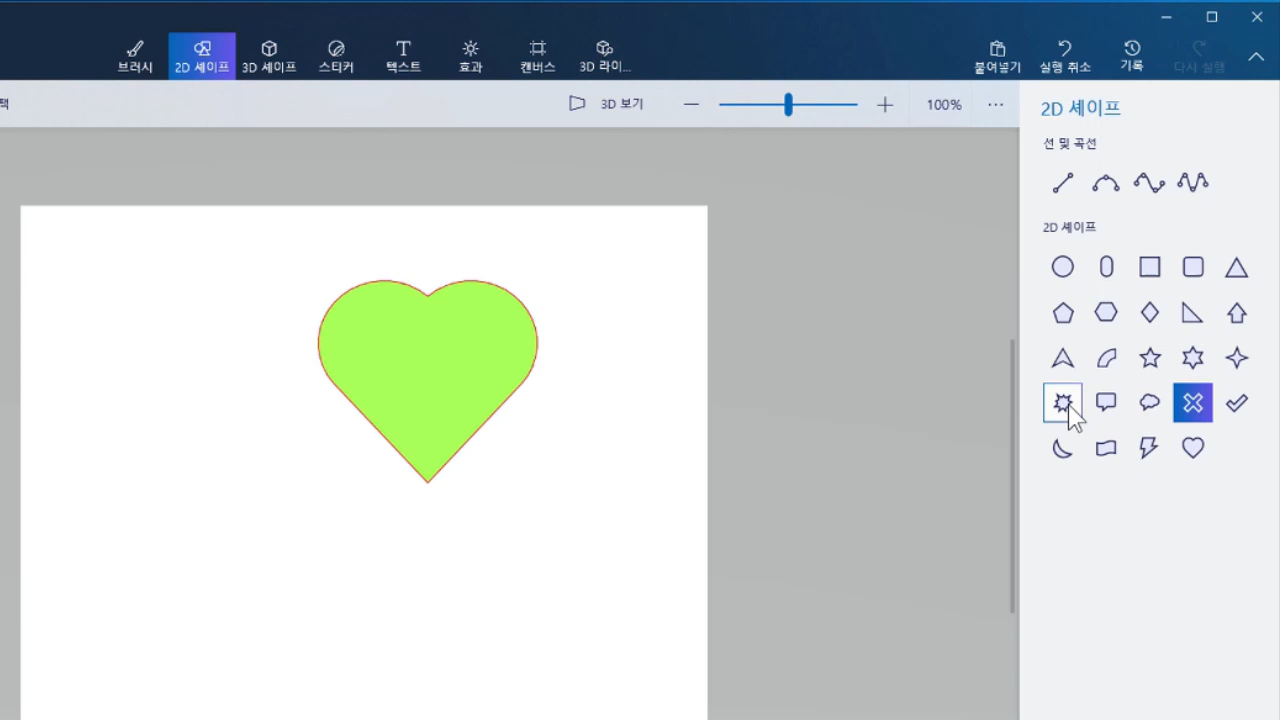 브러시 2D 셰이프 3D 셰이프 스티커 텍스트 효과 캔버스 3D 라이... 붙여넣기 실행 취소 기록 다시 실행
택 3D 보기 100%
2D 셰이프
선 및 곡선
2D 셰이프